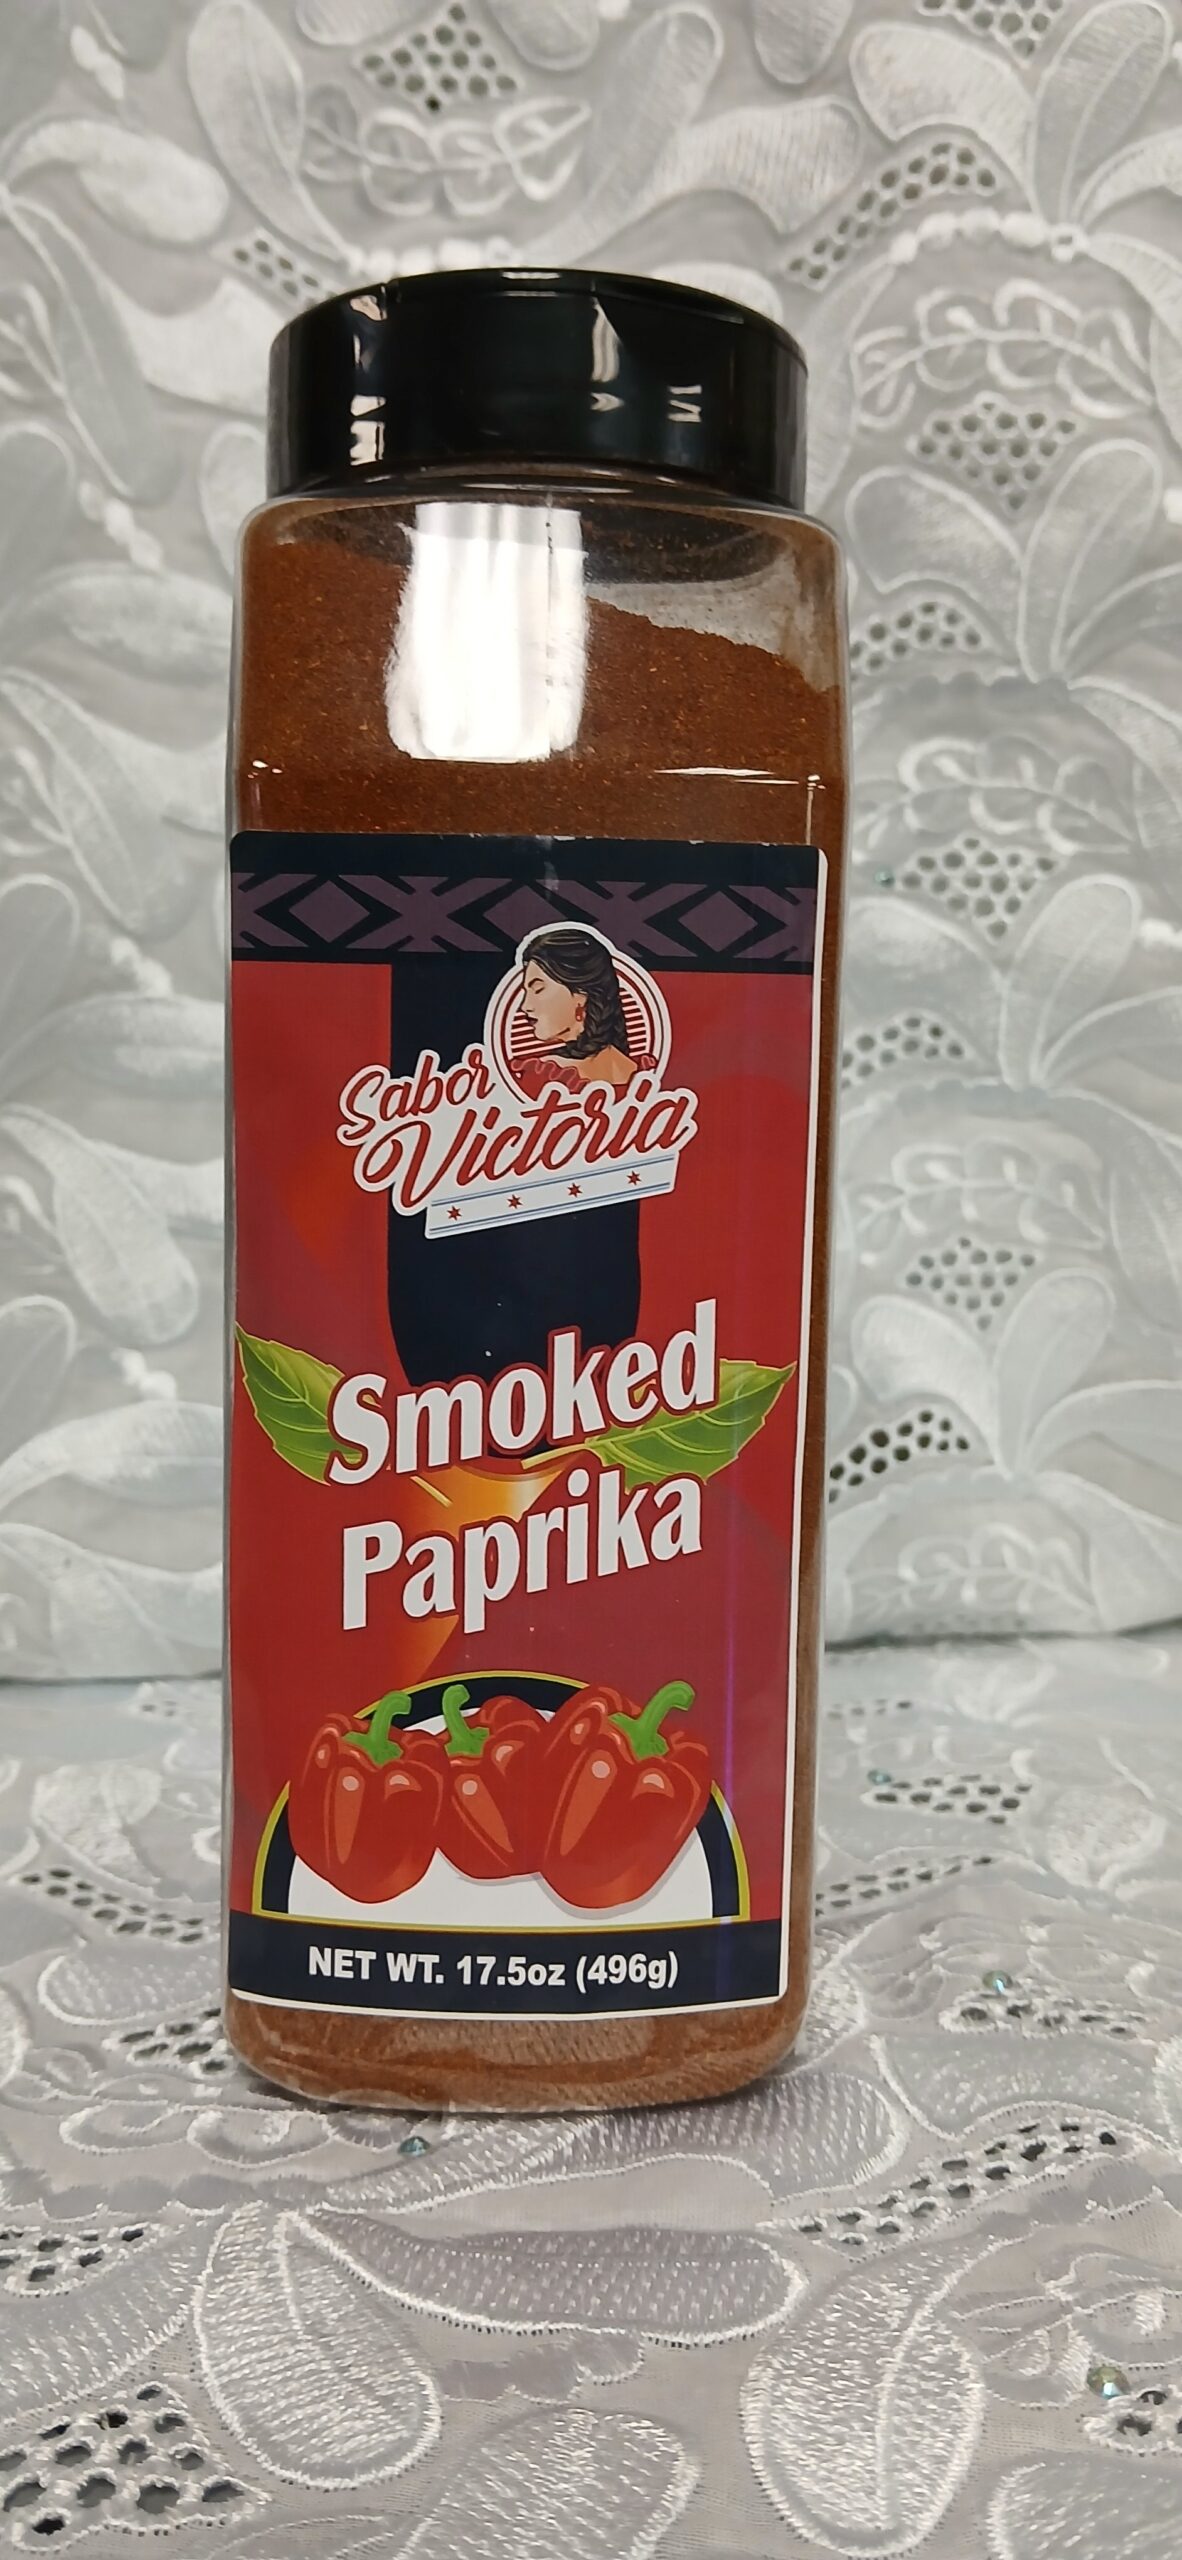 Sabor
Victoria
Smoked
Paprika
NET WT. 17.5oz (496g)